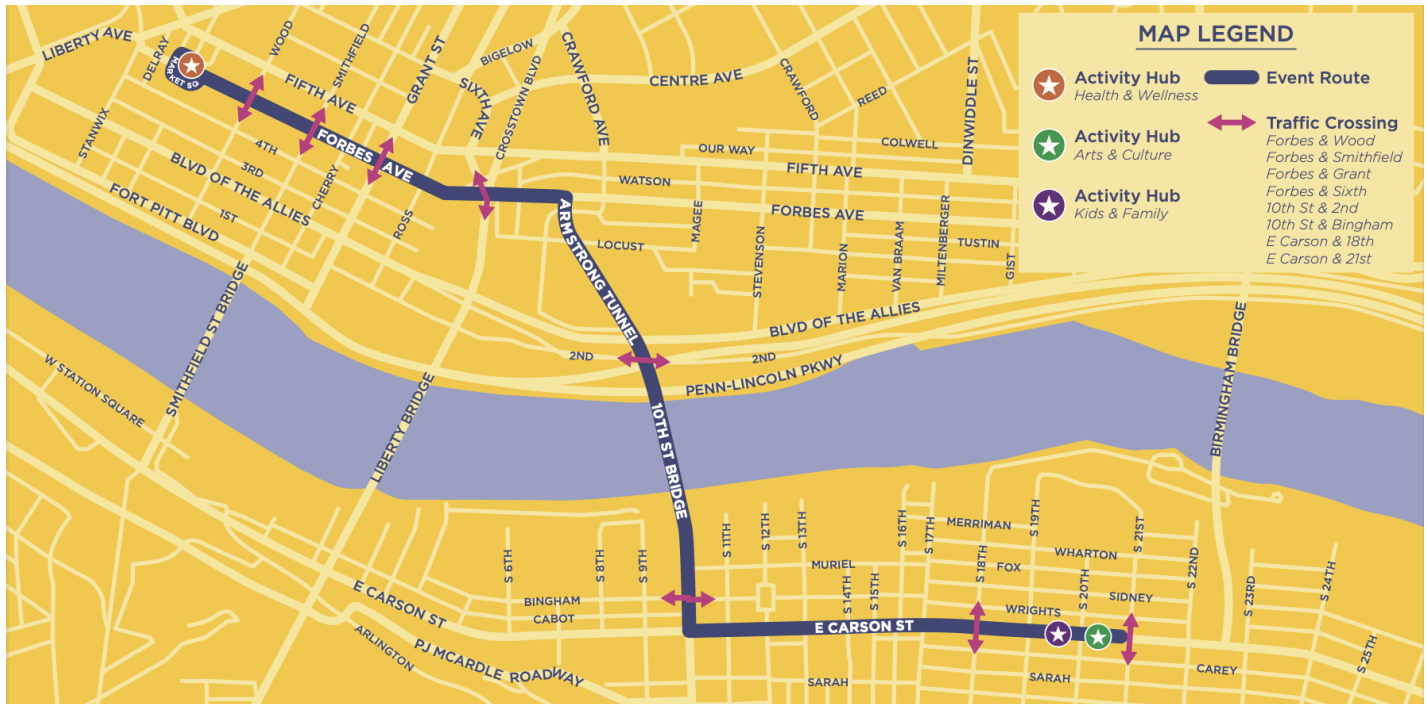 LIBERTY AVE
DELRAY
MARKET SQ
WOOD
SMITHFIELD
FIFTH AVE
GRANT ST
BIGELOW
SIXTH AVE
CROSSTOWN BLVD
CRAWFORD AVE
CENTRE AVE
CRAWFORD
REED
DINWIDDIE ST
COLWELL
OUR WAY
FIFTH AVE
WATSON
FORBES AVE
STANWIX
4TH
3RD
FORBES AVE
BLVD OF THE ALLIES
CHERRY
1ST
ROSS
FORT PITT BLVD
ARMSTRONG TUNNEL
LOCUST
MAGEE
STEVENSON
MARION
VAN BRAAM
MILTENBERGER
TUSTIN
GIST
BLVD OF THE ALLIES
2ND
2ND
PENN-LINCOLN PKWY
W STATION SQUARE
SMITHFIELD ST BRIDGE
LIBERTY BRIDGE
10TH ST BRIDGE
BIRMINGHAM BRIDGE
S 6TH
S 8TH
S 9TH
S 11TH
S 12TH
S 13TH
S 14TH
S 15TH
S 16TH
S 17TH
S 18TH
S 19TH
S 20TH
S 21ST
S 22ND
S 23RD
S 24TH
S 25TH
MERRIMAN
WHARTON
MURIEL
FOX
SIDNEY
BINGHAM
CABOT
WRIGHTS
E CARSON ST
E CARSON ST
ARLINGTON
PJ MCARDLE ROADWAY
SARAH
SARAH
CAREY
MAP LEGEND
Activity Hub
Health & Wellness
Activity Hub
Arts & Culture
Activity Hub
Kids & Family
Event Route
Traffic Crossing
Forbes & Wood
Forbes & Smithfield
Forbes & Grant
Forbes & Sixth
10th St & 2nd
10th St & Bingham
E Carson & 18th
E Carson & 21st